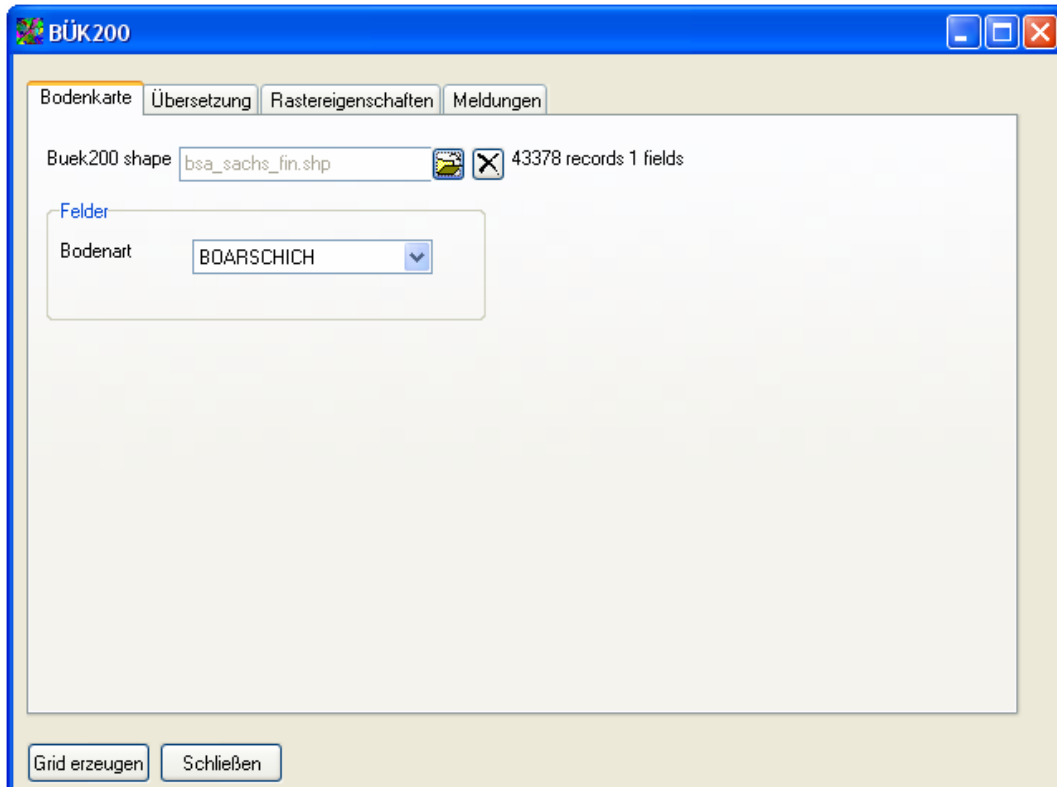 BÜK200
Bodenkarte Übersetzung Rastereigenschaften Meldungen
Buek200 shape bsa_sachs_fin.shp 43378 records 1 fields
Felder
Bodenart BOARSCHICH
Grid erzeugen Schließen